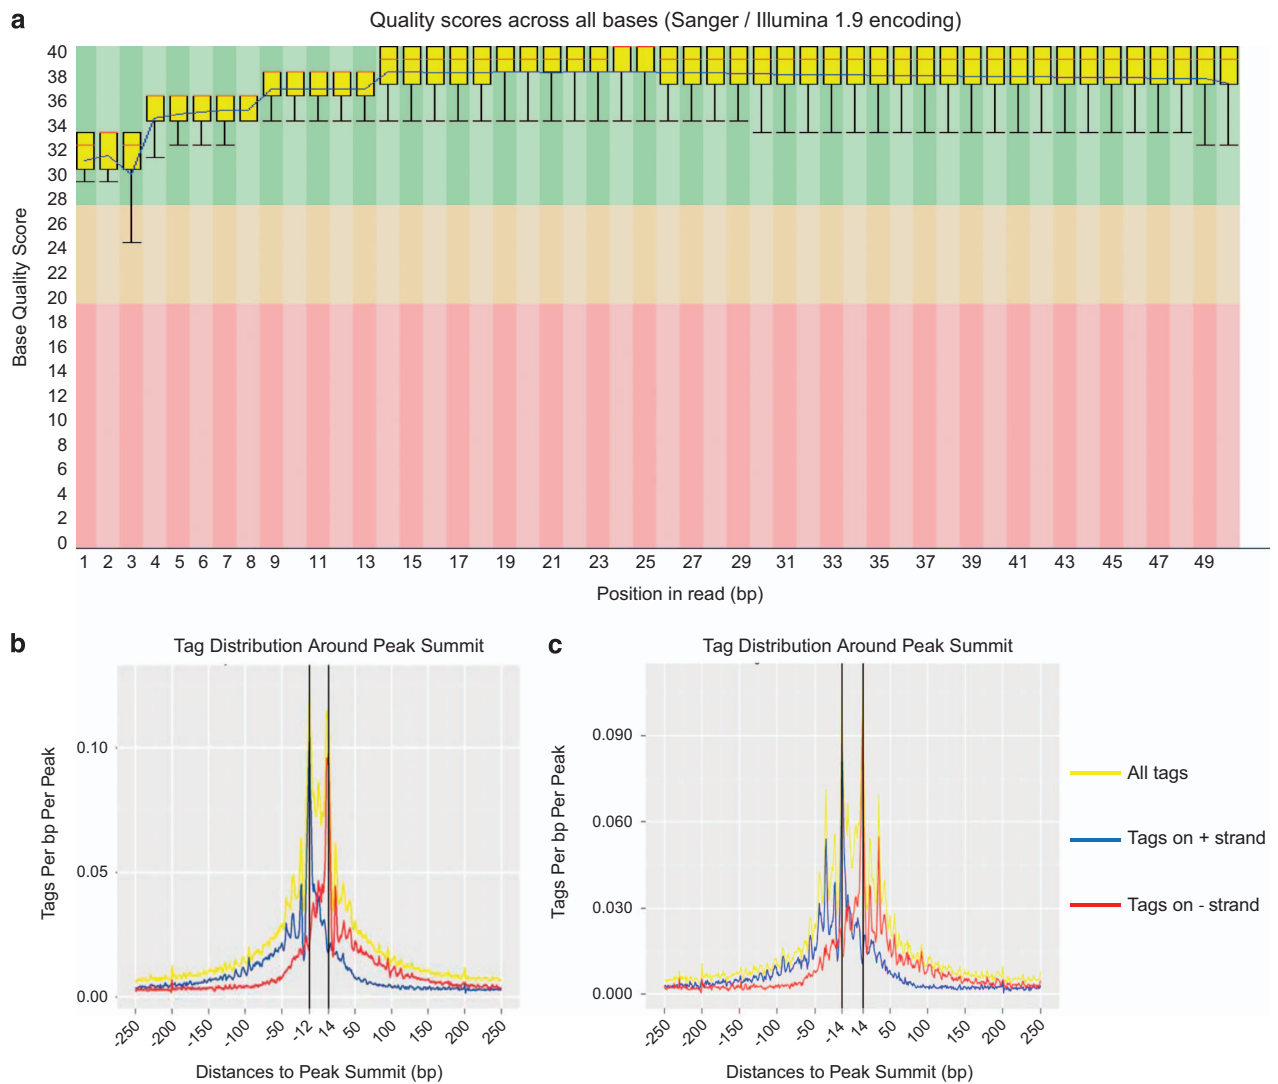 a
Quality scores across all bases (Sanger / Illumina 1.9 encoding)
40
38
36
34
32
30
28
26
24
22
20
18
16
14
12
10
8
6
4
2
0
Base Quality Score
1 2 3 4 5 6 7 8 9 11 13 15 17 19 21 23 25 27 29 31 33 35 37 39 41 43 45 47 49
Position in read (bp)
b
Tag Distribution Around Peak Summit
Tags Per bp Per Peak
0.10
0.05
0.00
-250 -200 -150 -100 -50 -12 14 50 100 150 200 250
Distances to Peak Summit (bp)
c
Tag Distribution Around Peak Summit
Tags Per bp Per Peak
0.090
0.060
0.030
0.000
-250 -200 -150 -100 -50 -14 14 50 100 150 200 250
Distances to Peak Summit (bp)
All tags
Tags on + strand
Tags on - strand